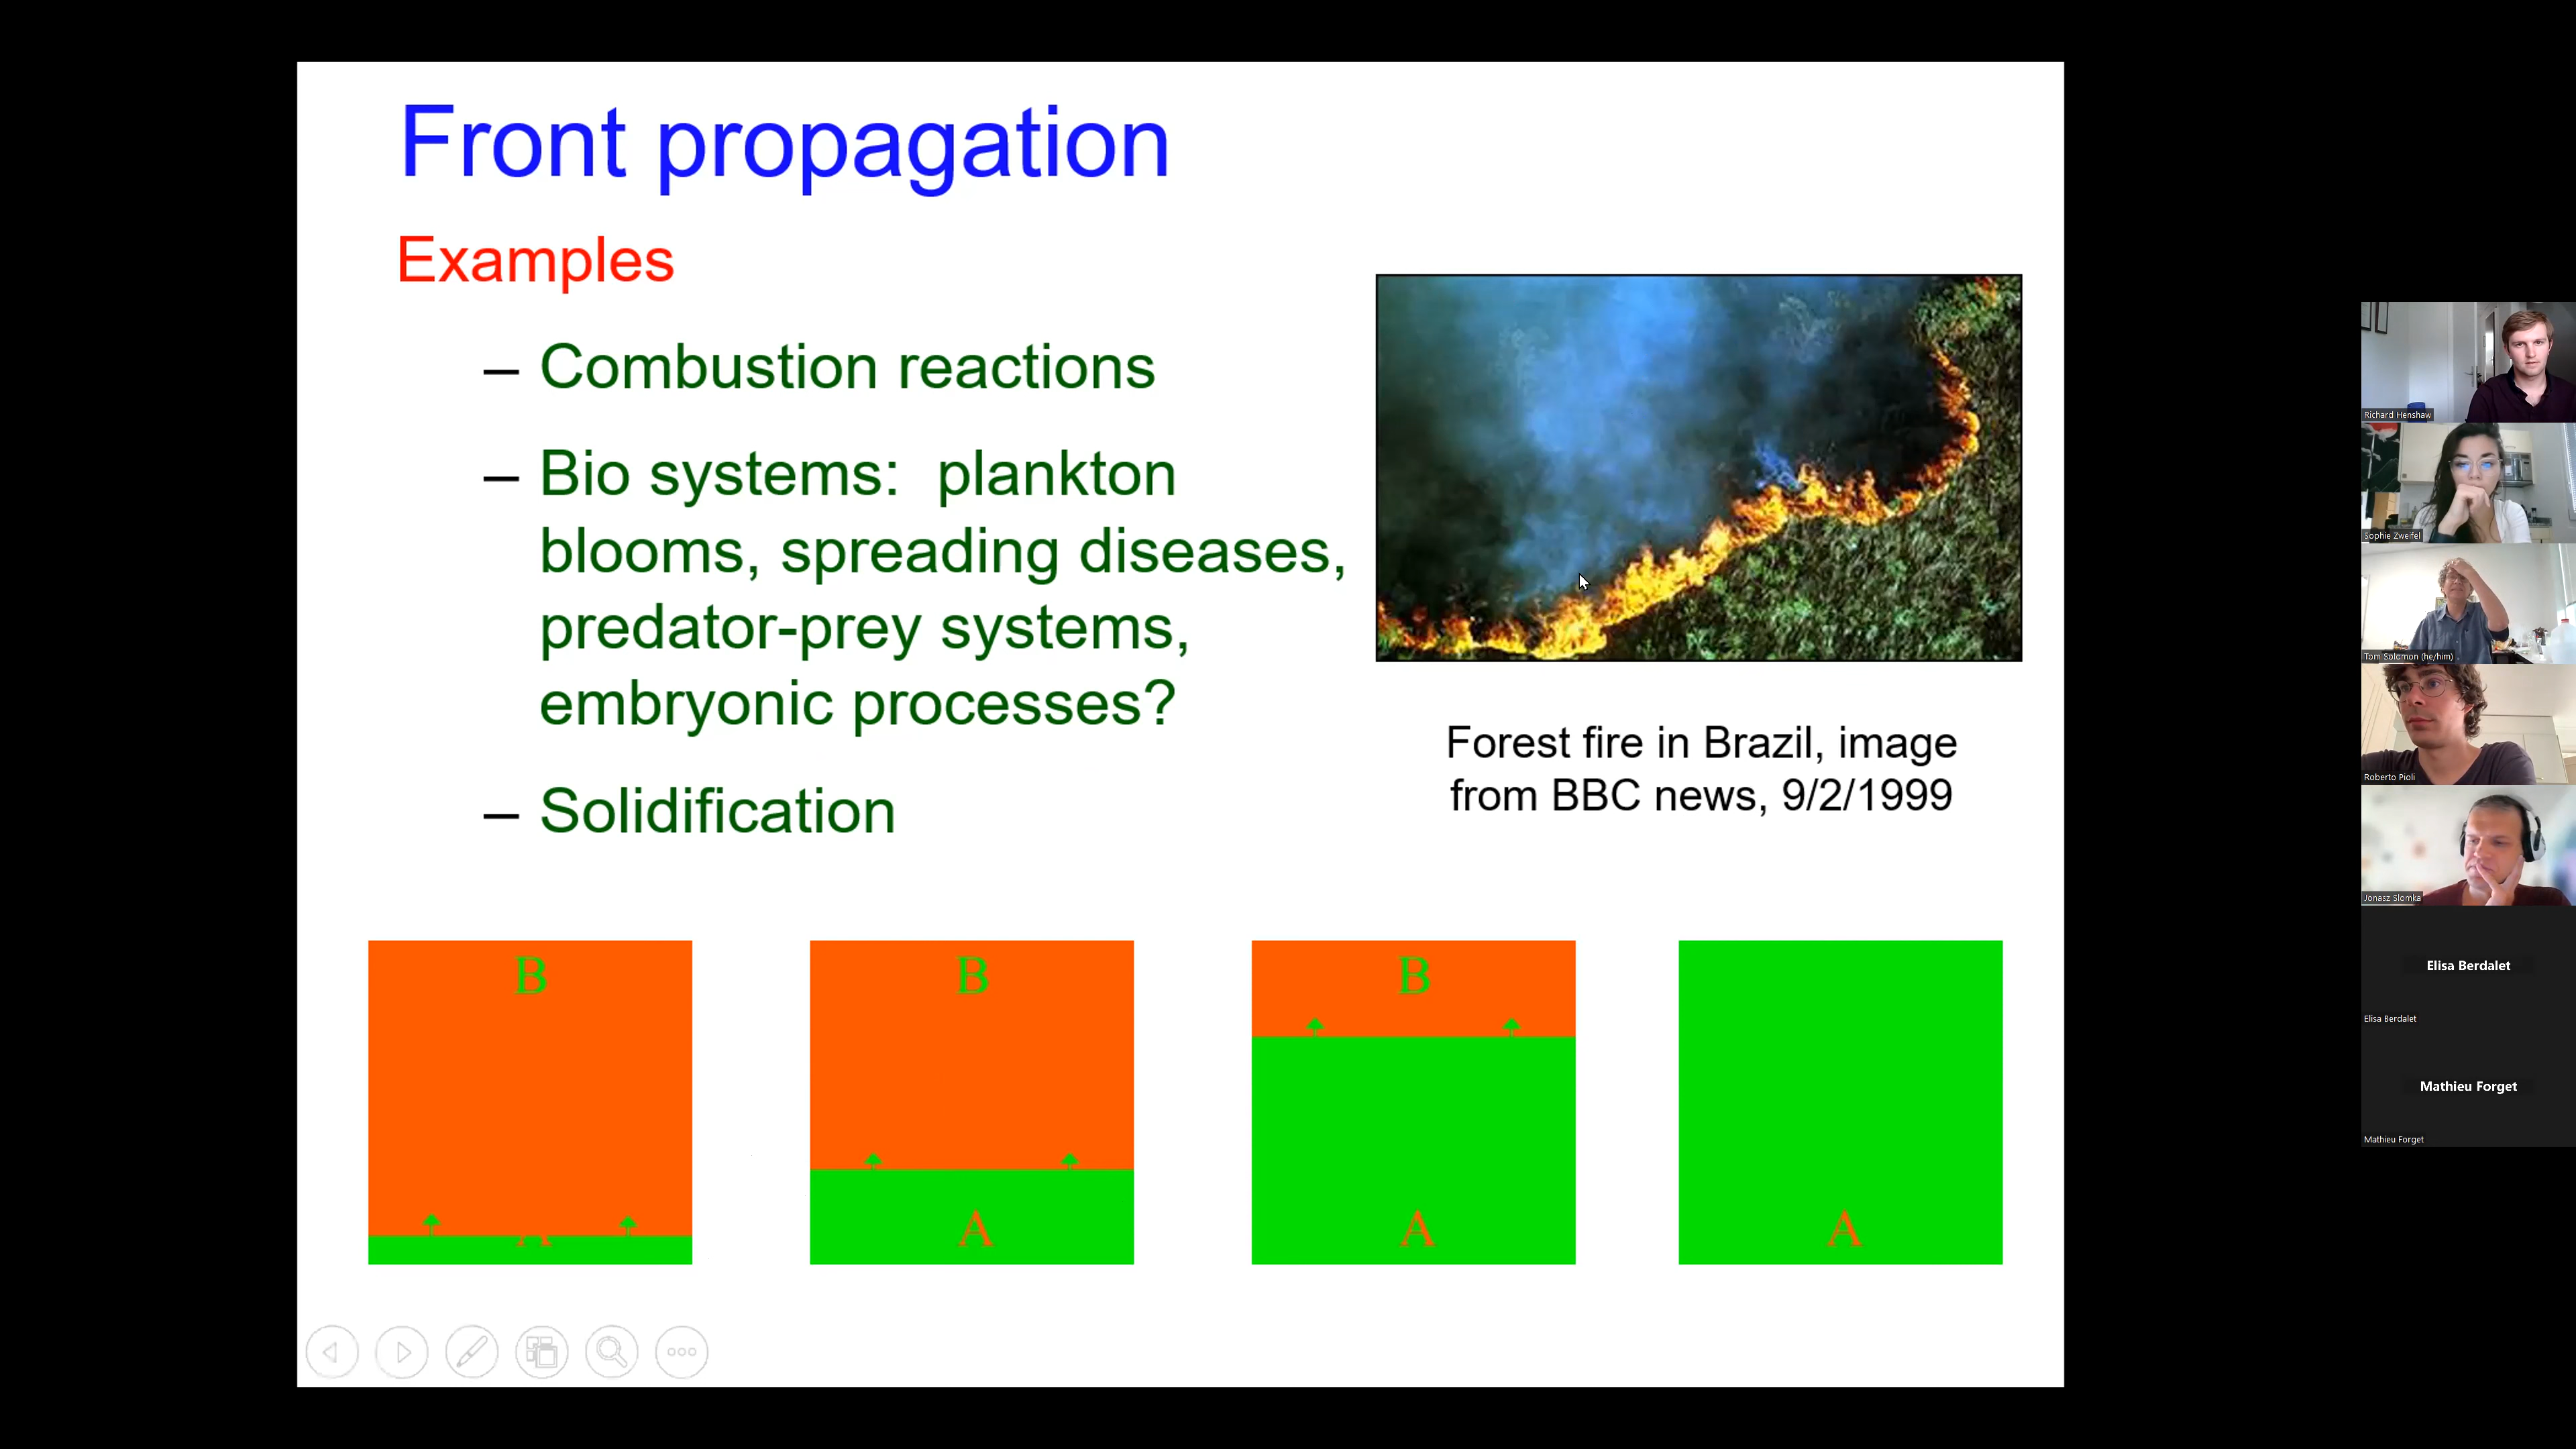 Front propagation
Examples
– Combustion reactions
– Bio systems: plankton
blooms, spreading diseases,
predator-prey systems,
embryonic processes?
– Solidification
Forest fire in Brazil, image
from BBC news, 9/2/1999
B
A
B
A
B
A
A
Richard Henshaw
Sophie Zweifel
Tom Solomon (he/him)
Roberto Pioli
Jonasz Slomka
Elisa Berdalet
Elisa Berdalet
Mathieu Forget
Mathieu Forget